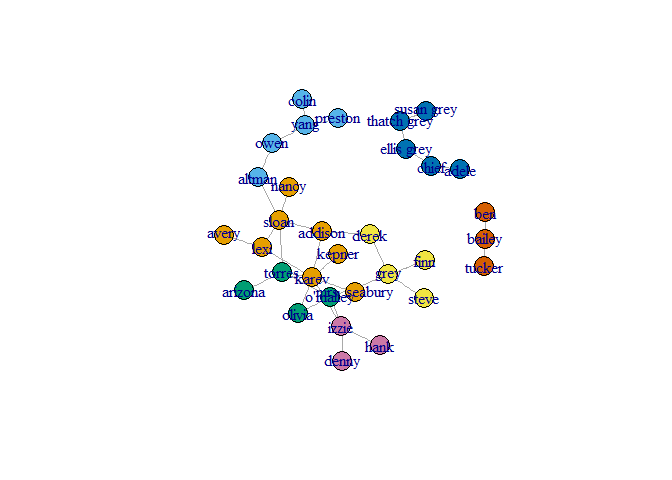 colin
susan grey
preston
thatch grey
yang
owen
ellis grey
chief
adele
altman
nancy
ben
sloan
avery
addison
derek
bailey
lexi
kepner
finn
tucker
torres
karev
grey
arizona
mrs. seabury
o'malley
steve
olivia
izzie
hank
denny